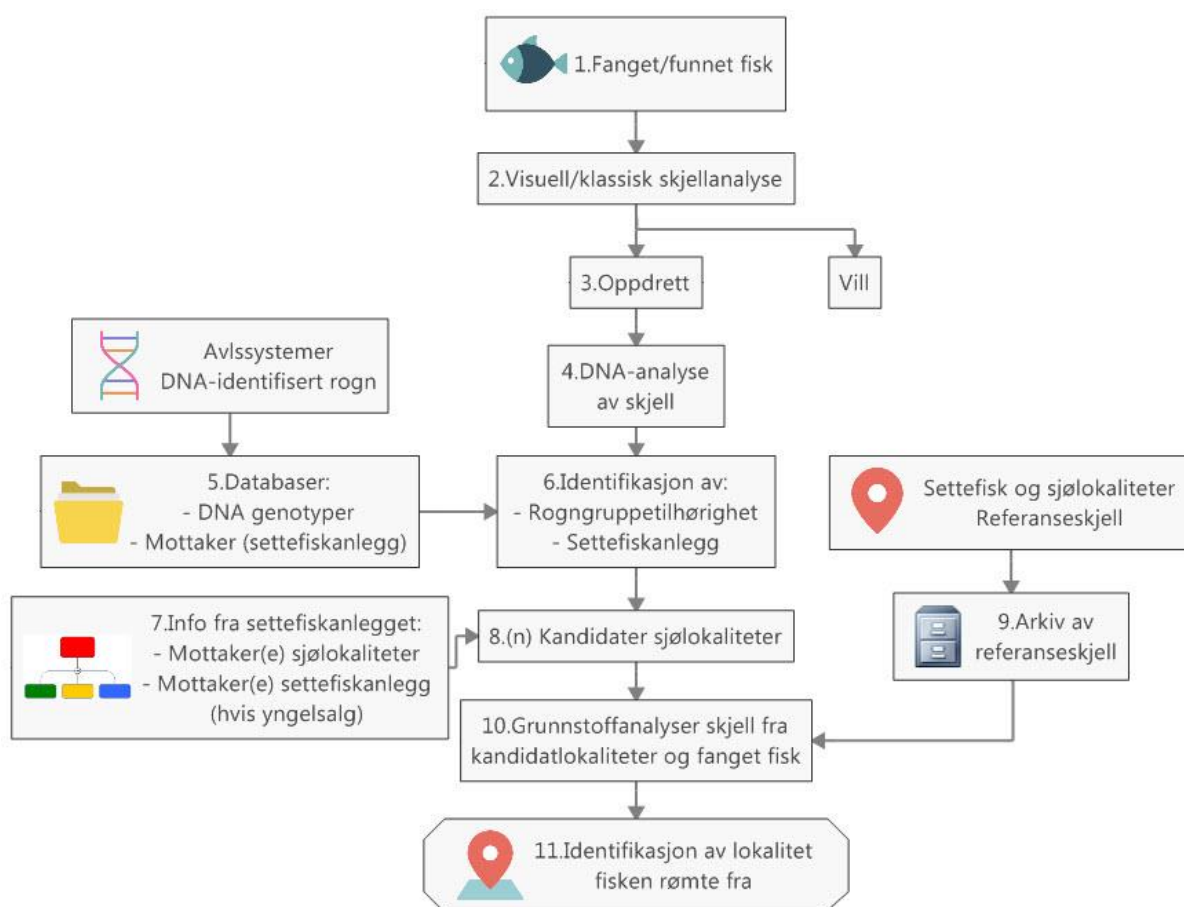 1.Fanget/funnet fisk
2.Visuell/klassisk skjellanalyse
3.Oppdrett
Vill
4.DNA-analyse
av skjell
Avlssystemer
DNA-identifisert rogn
5.Databaser:
- DNA genotyper
- Mottaker (settefiskanlegg)
6.Identifikasjon av:
- Rogngruppetilhørighet
- Settefiskanlegg
Settefisk og sjølokaliteter
Referanseskjell
7.Info fra settefiskanlegget:
- Mottaker(e) sjølokaliteter
- Mottaker(e) settefiskanlegg
(hvis yngelsalg)
8.(n) Kandidater sjølokaliteter
9.Arkiv av
referanseskjell
10.Grunnstoffanalyser skjell fra
kandidatlokaliteter og fanget fisk
11.Identifikasjon av lokalitet
fisken rømte fra